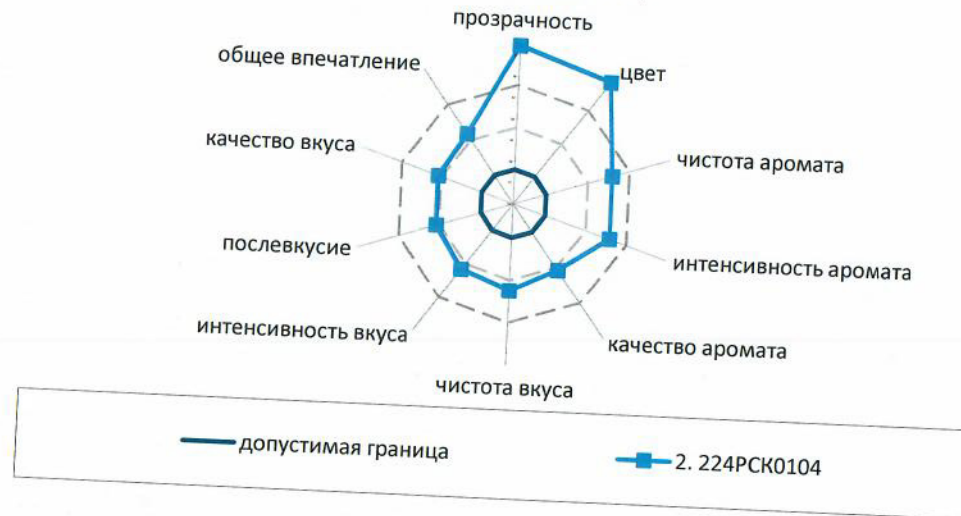 прозрачность
общее впечатление
цвет
качество вкуса
чистота аромата
послевкусие
интенсивность аромата
интенсивность вкуса
качество аромата
чистота вкуса
допустимая граница
2. 224РСК0104